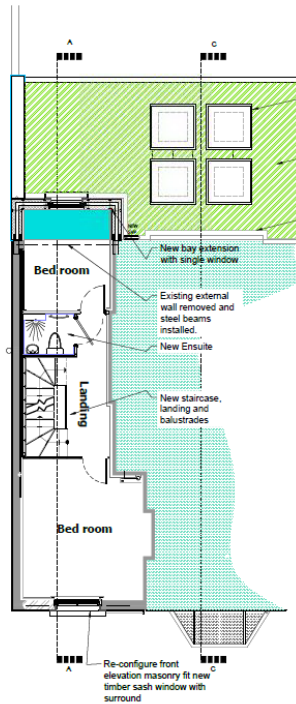 A
C
New bay extension
with single window
Bed room
Existing external
wall removed and
steel beams
installed.
New Ensuite
Landing
New staircase,
landing and
balustrades
Bed room
A
C
Re-configure front
elevation masonry fit new
timber sash window with
surround